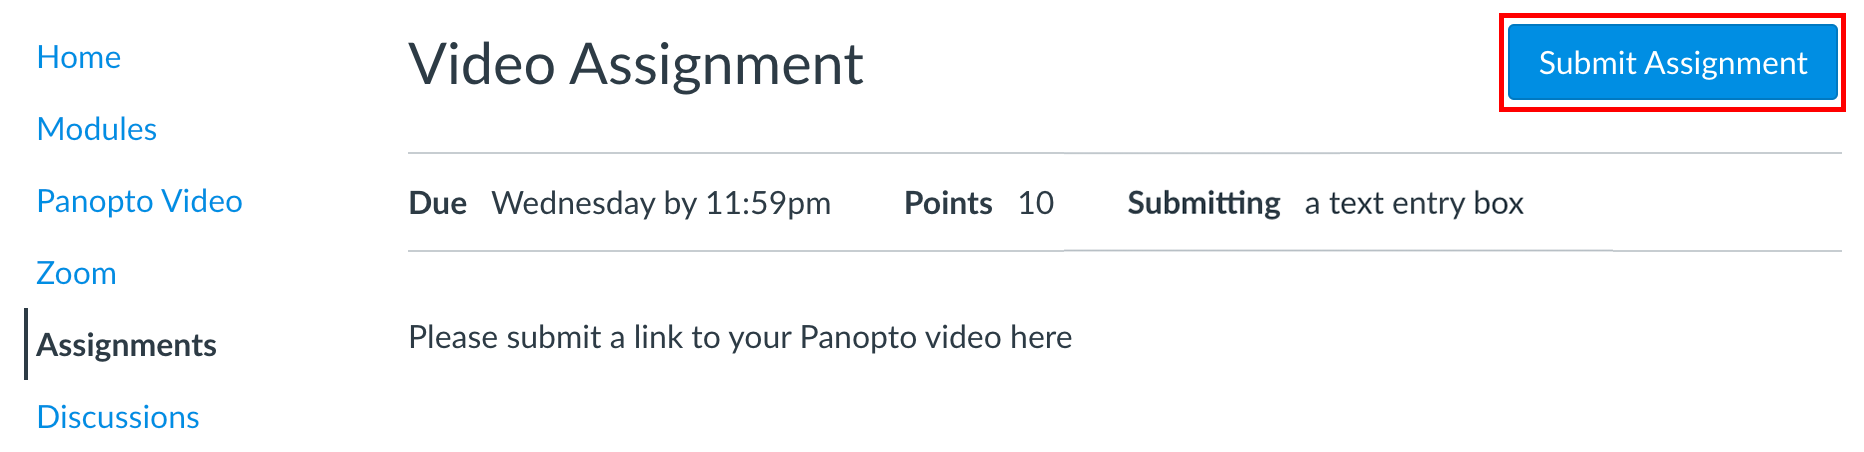 Home
Modules
Panopto Video
Zoom
Assignments
Discussions
Video Assignment
Submit Assignment
Due Wednesday by 11:59pm Points 10 Submitting a text entry box
Please submit a link to your Panopto video here